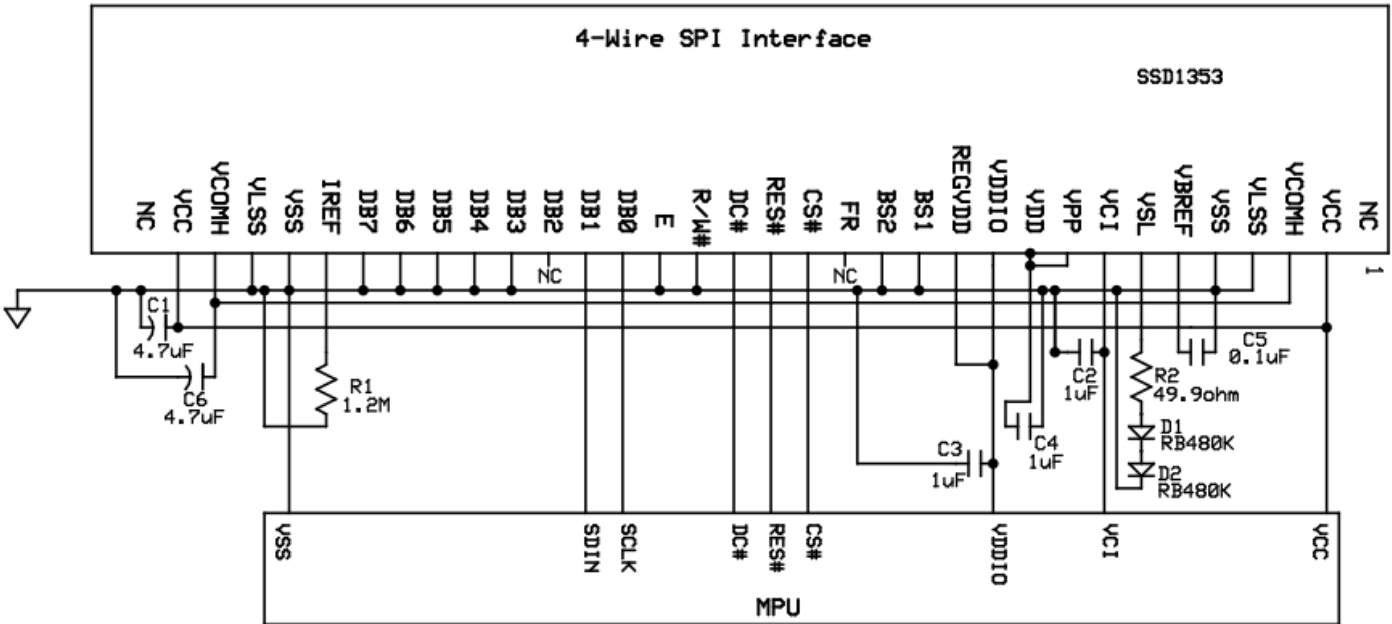 4-Wire SPI Interface
SSD1353
NC
VCC
VCOMH
VLSS
VSS
IREF
DB7
DB6
DB5
DB4
DB3
DB2
DB1
DB0
E
R/W#
DC#
RES#
CS#
FR
BS2
BS1
REGVDD
VDDIO
VDD
VPP
VCI
VSL
VBREF
VSS
VLSS
VCOMH
VCC
NC
1
NC
NC
C1
4.7uF
C6
4.7uF
R1
1.2M
C3
1uF
C4
1uF
C2
1uF
R2
49.9ohm
D1
RB480K
D2
RB480K
C5
0.1uF
VSS
SDIN
SCLK
DC#
RES#
CS#
VDDIO
VCI
VCC
MPU